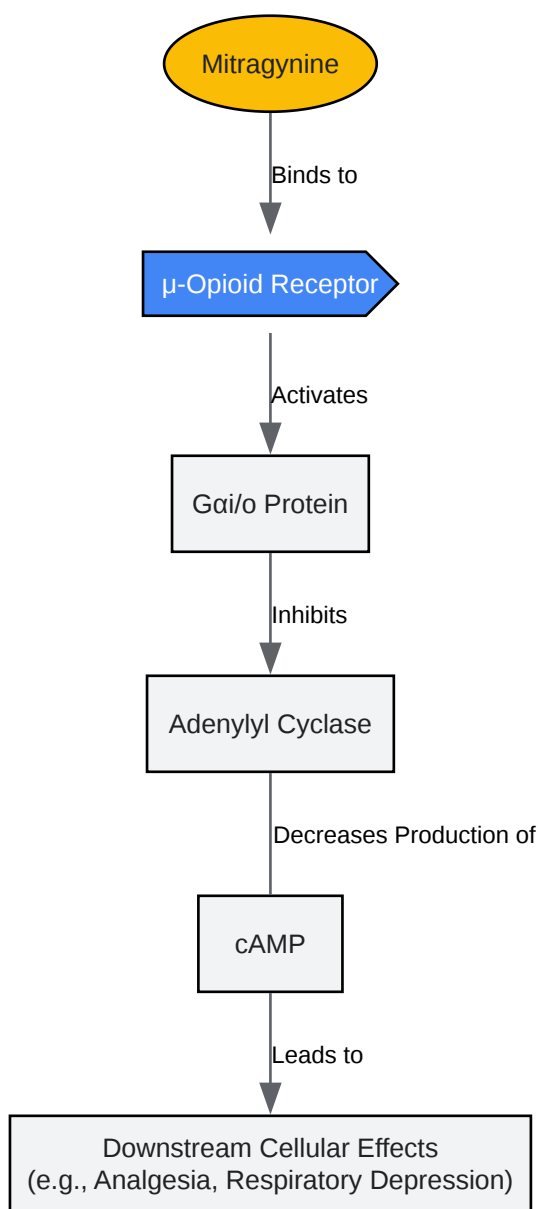 Mitragynine
Binds to
μ-Opioid Receptor
Activates
Gαi/o Protein
Inhibits
Adenylyl Cyclase
Decreases Production of
cAMP
Leads to
Downstream Cellular Effects
(e.g., Analgesia, Respiratory Depression)